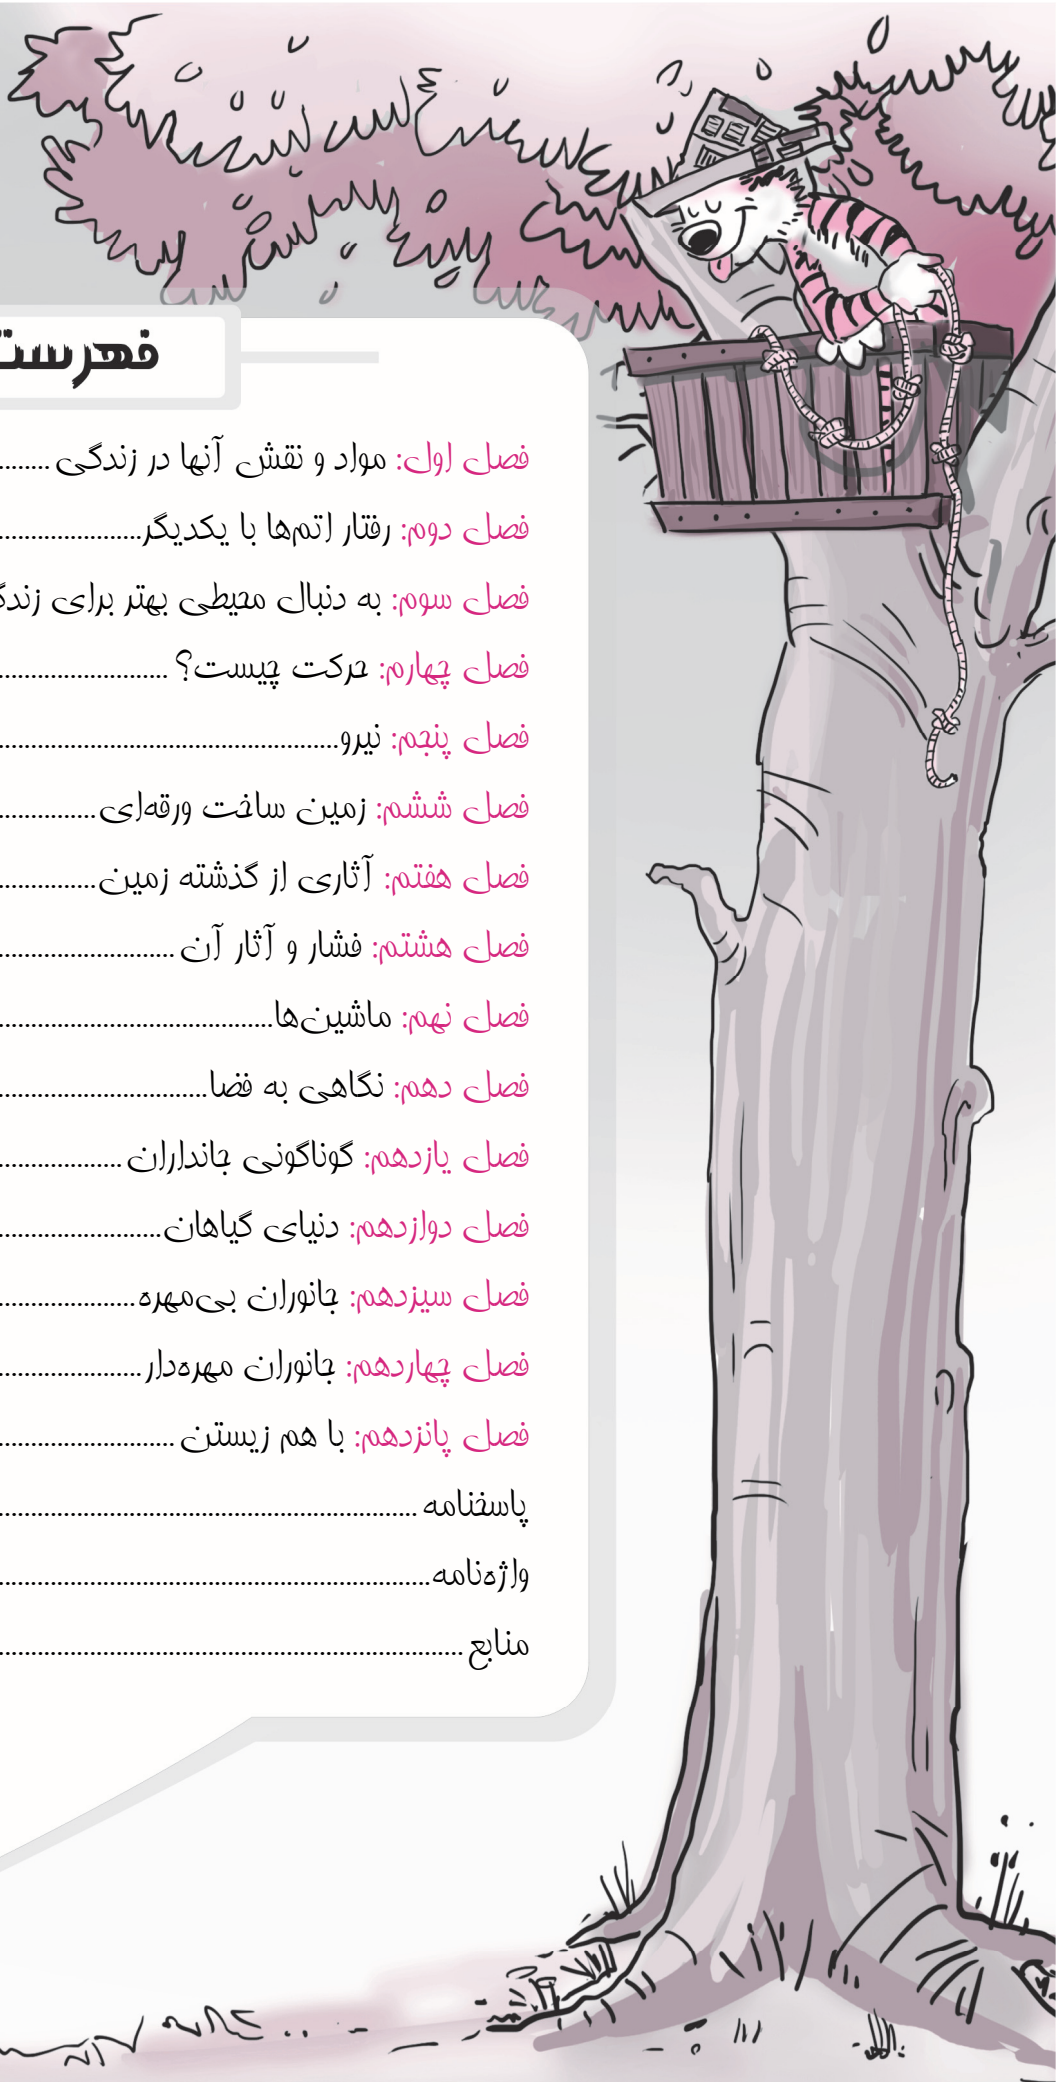 فهرست
فصل اول: مواد و نقش آنها در زندگی ........
فصل دوم: رفتار اتم‌ها با یکدیگر........................
فصل سوم: به دنبال محیطی بهتر برای
فصل چهارم: حرکت چیست؟ ............................
فصل پنجم: نیرو.........................................................
فصل ششم: زمین ساخت ورقه‌ای................
فصل هفتم: آثاری از گذشته زمین................
فصل هشتم: فشار و آثار آن .............................
فصل نهم: ماشین‌ها.............................................
فصل دهم: نگاهی به فضا..................................
فصل یازدهم: گوناگونی جانداران ....................
فصل دوازدهم: دنیای گیاهان...........................
فصل سیزدهم: جانوران بی‌مهره.......................
فصل چهاردهم: جانوران مهره‌دار........................
فصل پانزدهم: با هم زیستن .............................
پاسخنامه ......................................................................
واژه‌نامه........................................................................
منابع .............................................................................